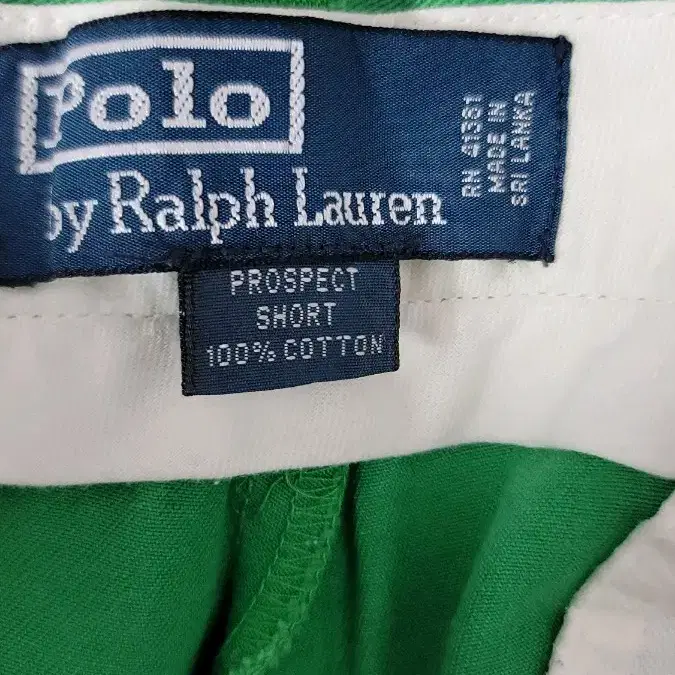 Polo
by Ralph Lauren
RN 41381
MADE IN
SRI LANKA
PROSPECT
SHORT
100% COTTON